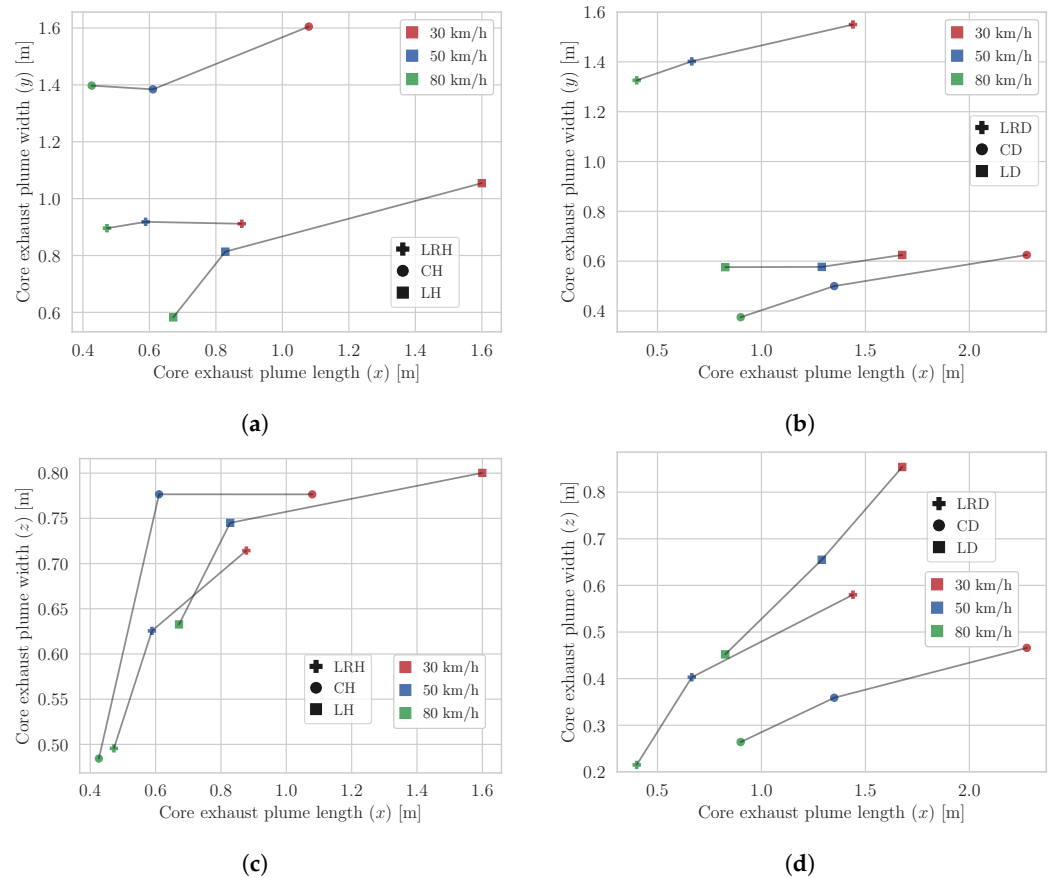 1.6
1.4
1.2
1.0
0.8
0.6
Core exhaust plume width (y) [m]
30 km/h
50 km/h
80 km/h
LRH
CH
LH
0.4 0.6 0.8 1.0 1.2 1.4 1.6
Core exhaust plume length (x) [m]
(a)
1.6
1.4
1.2
1.0
0.8
0.6
0.4
Core exhaust plume width (y) [m]
30 km/h
50 km/h
80 km/h
LRD
CD
LD
0.5 1.0 1.5 2.0
Core exhaust plume length (x) [m]
(b)
0.80
0.75
0.70
0.65
0.60
0.55
0.50
Core exhaust plume width (z) [m]
LRH
CH
LH
30 km/h
50 km/h
80 km/h
0.4 0.6 0.8 1.0 1.2 1.4 1.6
Core exhaust plume length (x) [m]
(c)
0.8
0.7
0.6
0.5
0.4
0.3
0.2
Core exhaust plume width (z) [m]
LRD
CD
LD
30 km/h
50 km/h
80 km/h
0.5 1.0 1.5 2.0
Core exhaust plume length (x) [m]
(d)